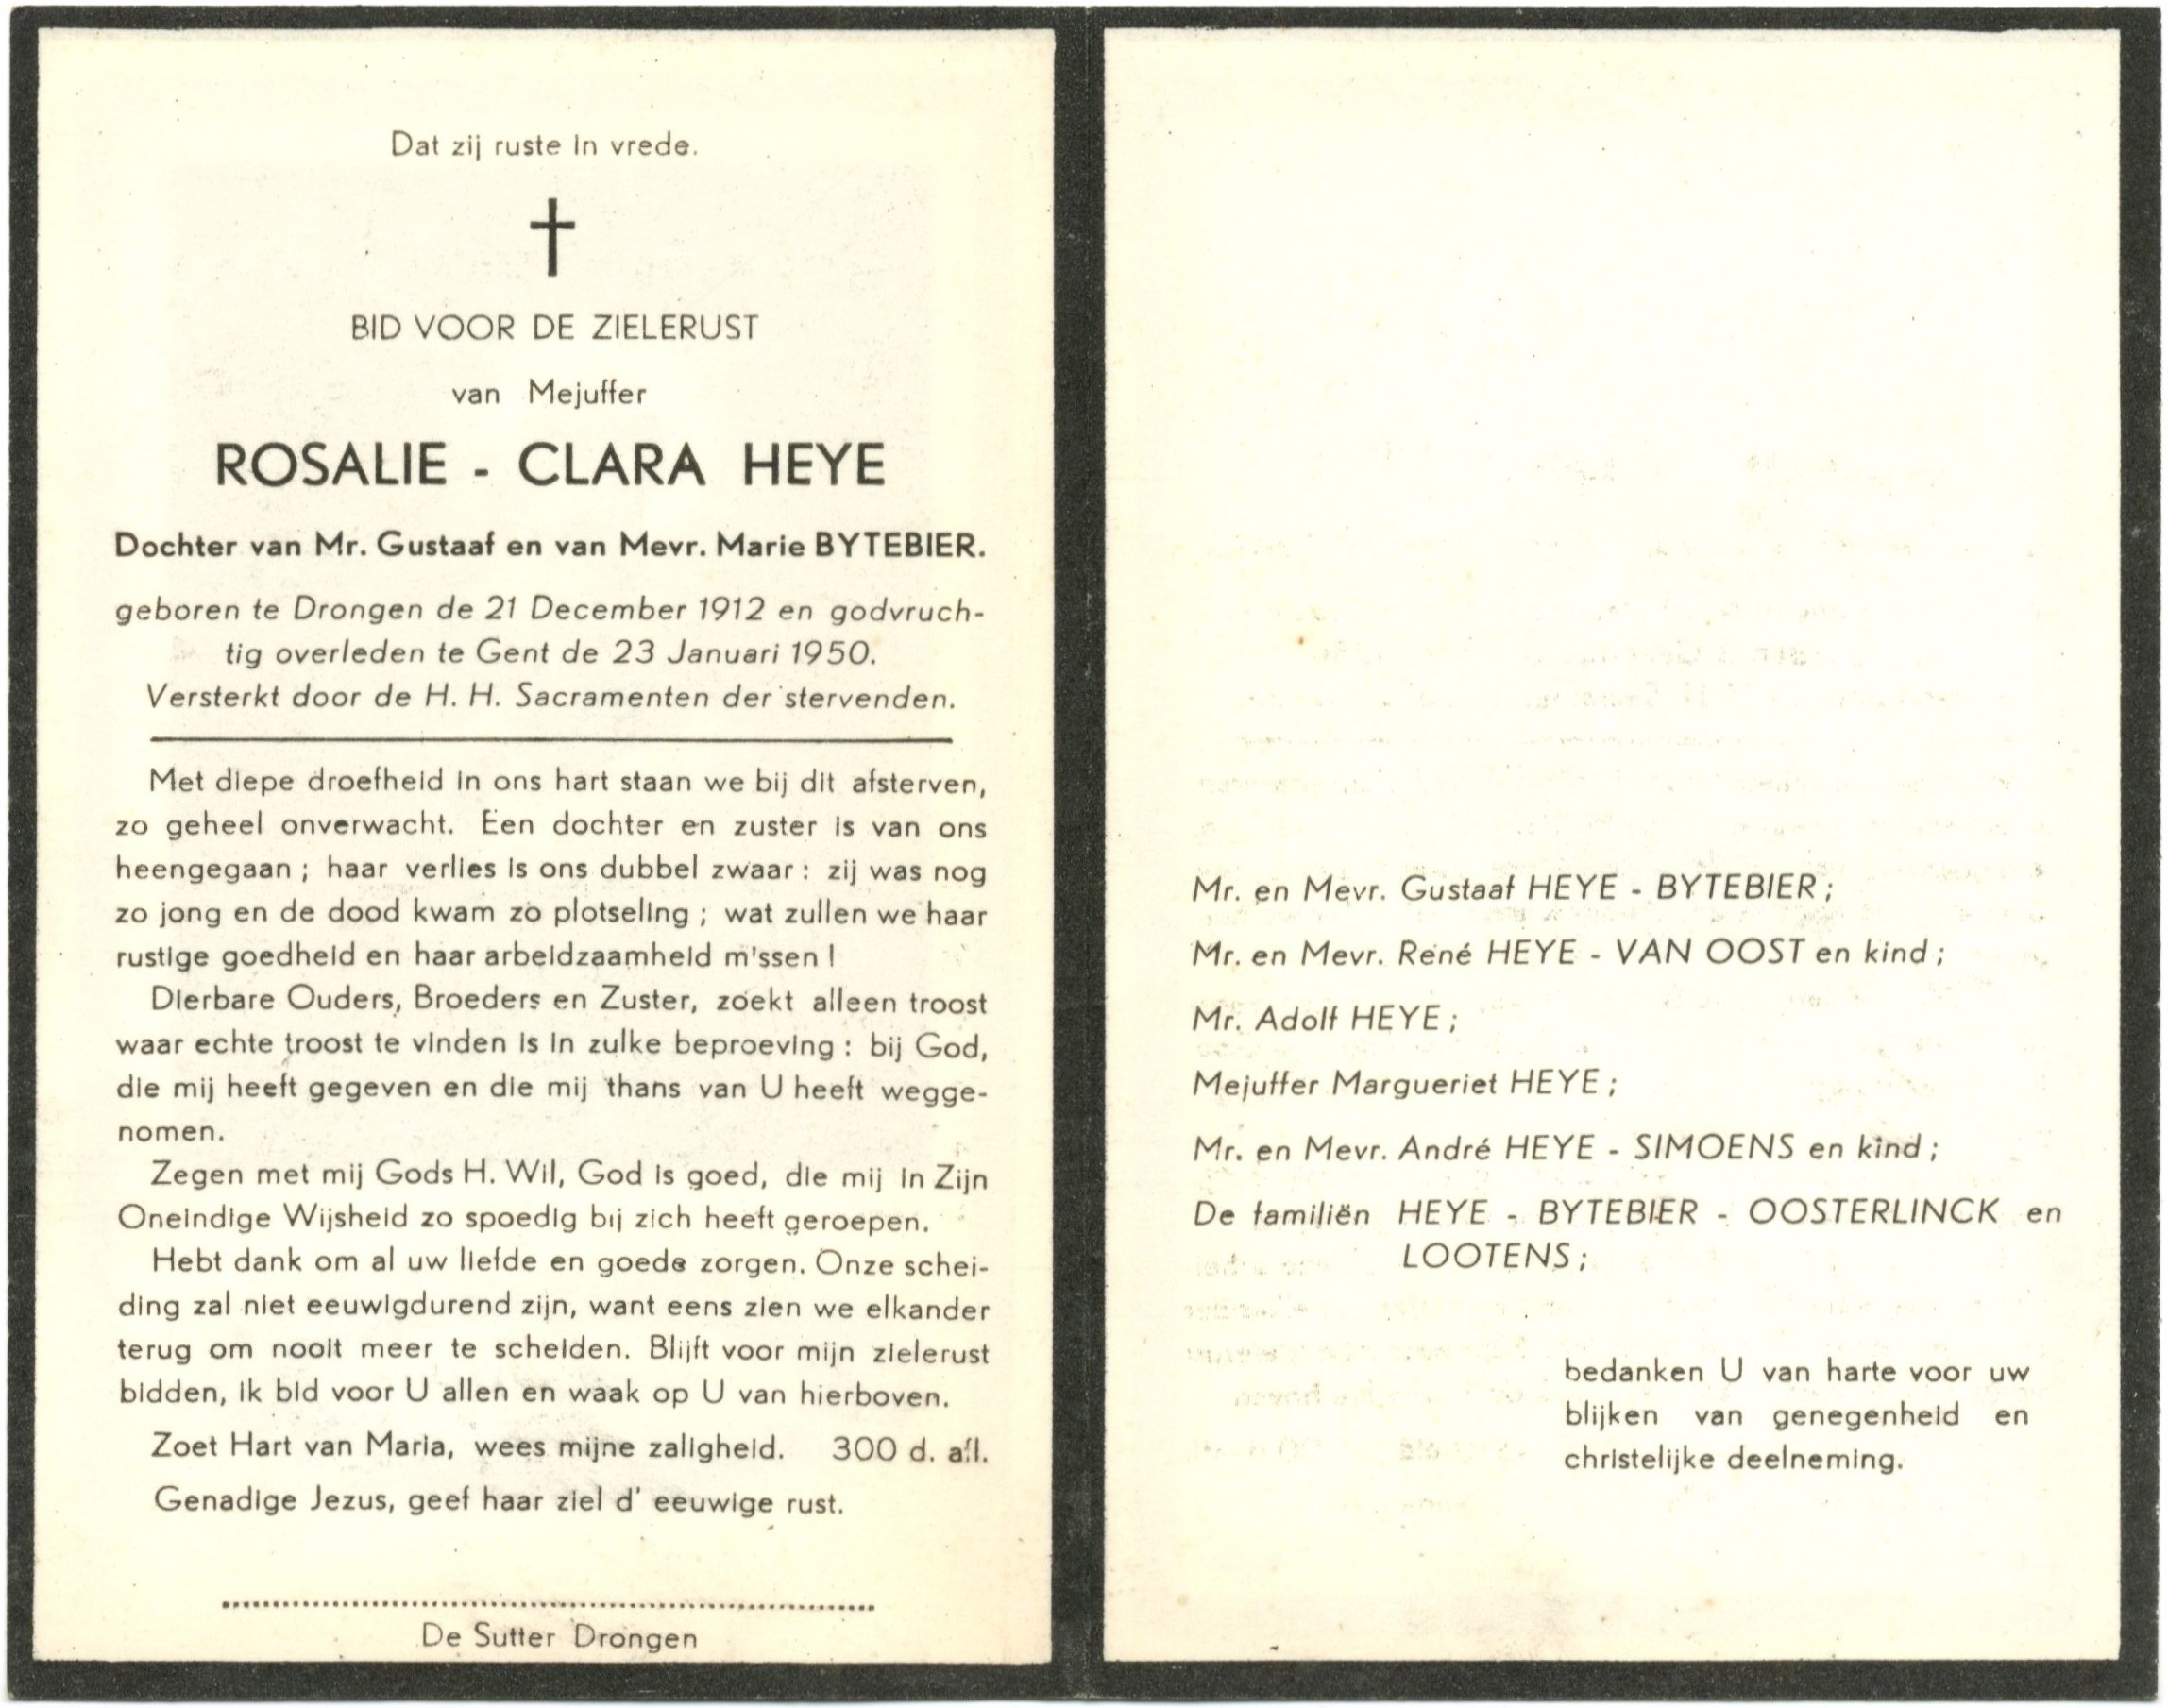 Dat zij ruste in vrede.
BID VOOR DE ZIELERUST
van Mejuffer
ROSALIE - CLARA HEYE
Dochter van Mr. Gustaaf en van Mevr. Marie BYTEBIER.
geboren te Drongen de 21 December 1912 en godvruch-
tig overleden te Gent de 23 Januari 1950.
Versterkt door de H. H. Sacramenten der stervenden.
Met diepe droefheid in ons hart staan we bij dit afsterven,
zo geheel onverwacht. Een dochter en zuster is van ons
heengegaan ; haar verlies is ons dubbel zwaar : zij was nog
zo jong en de dood kwam zo plotseling ; wat zullen we haar
rustige goedheid en haar arbeidzaamheid m'ssen !
Dierbare Ouders, Broeders en Zuster, zoekt alleen troost
waar echte troost te vinden is in zulke beproeving : bij God,
die mij heeft gegeven en die mij thans van U heeft wegge-
nomen.
Zegen met mij Gods H. Wil, God is goed, die mij in Zijn
Oneindige Wijsheid zo spoedig bij zich heeft geroepen.
Hebt dank om al uw liefde en goede zorgen. Onze schei-
ding zal niet eeuwigdurend zijn, want eens zien we elkander
terug om nooit meer te scheiden. Blijft voor mijn zielerust
bidden, ik bid voor U allen en waak op U van hierboven.
Zoet Hart van Maria, wees mijne zaligheid. 300 d. afl.
Genadige Jezus, geef haar ziel d' eeuwige rust.
De Sutter Drongen
Mr. en Mevr. Gustaaf HEYE - BYTEBIER ;
Mr. en Mevr. René HEYE - VAN OOST en kind ;
Mr. Adolf HEYE ;
Mejuffer Margueriet HEYE ;
Mr. en Mevr. André HEYE - SIMOENS en kind ;
De familiën HEYE - BYTEBIER - OOSTERLINCK en
LOOTENS ;
bedanken U van harte voor uw
blijken van genegenheid en
christelijke deelneming.